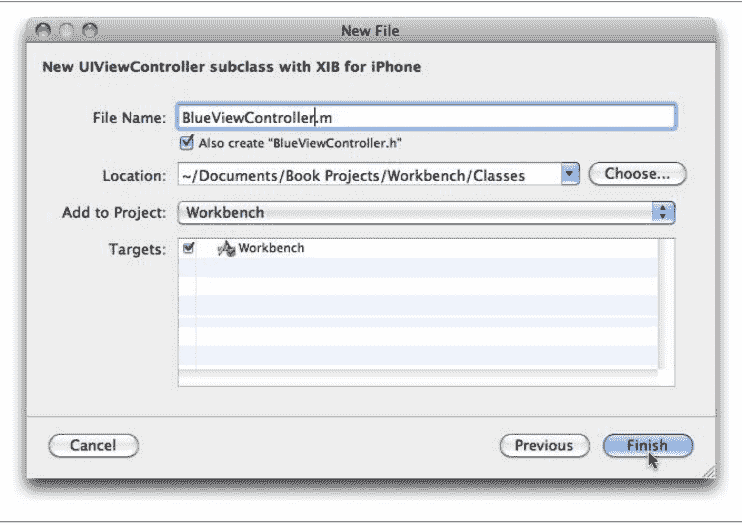 New File
New UIViewController subclass with XIB for iPhone
File Name: BlueViewController.m
Also create "BlueViewController.h"
Location: ~/Documents/Book Projects/Workbench/Classes Choose...
Add to Project: Workbench
Targets: Workbench
Cancel Previous Finish